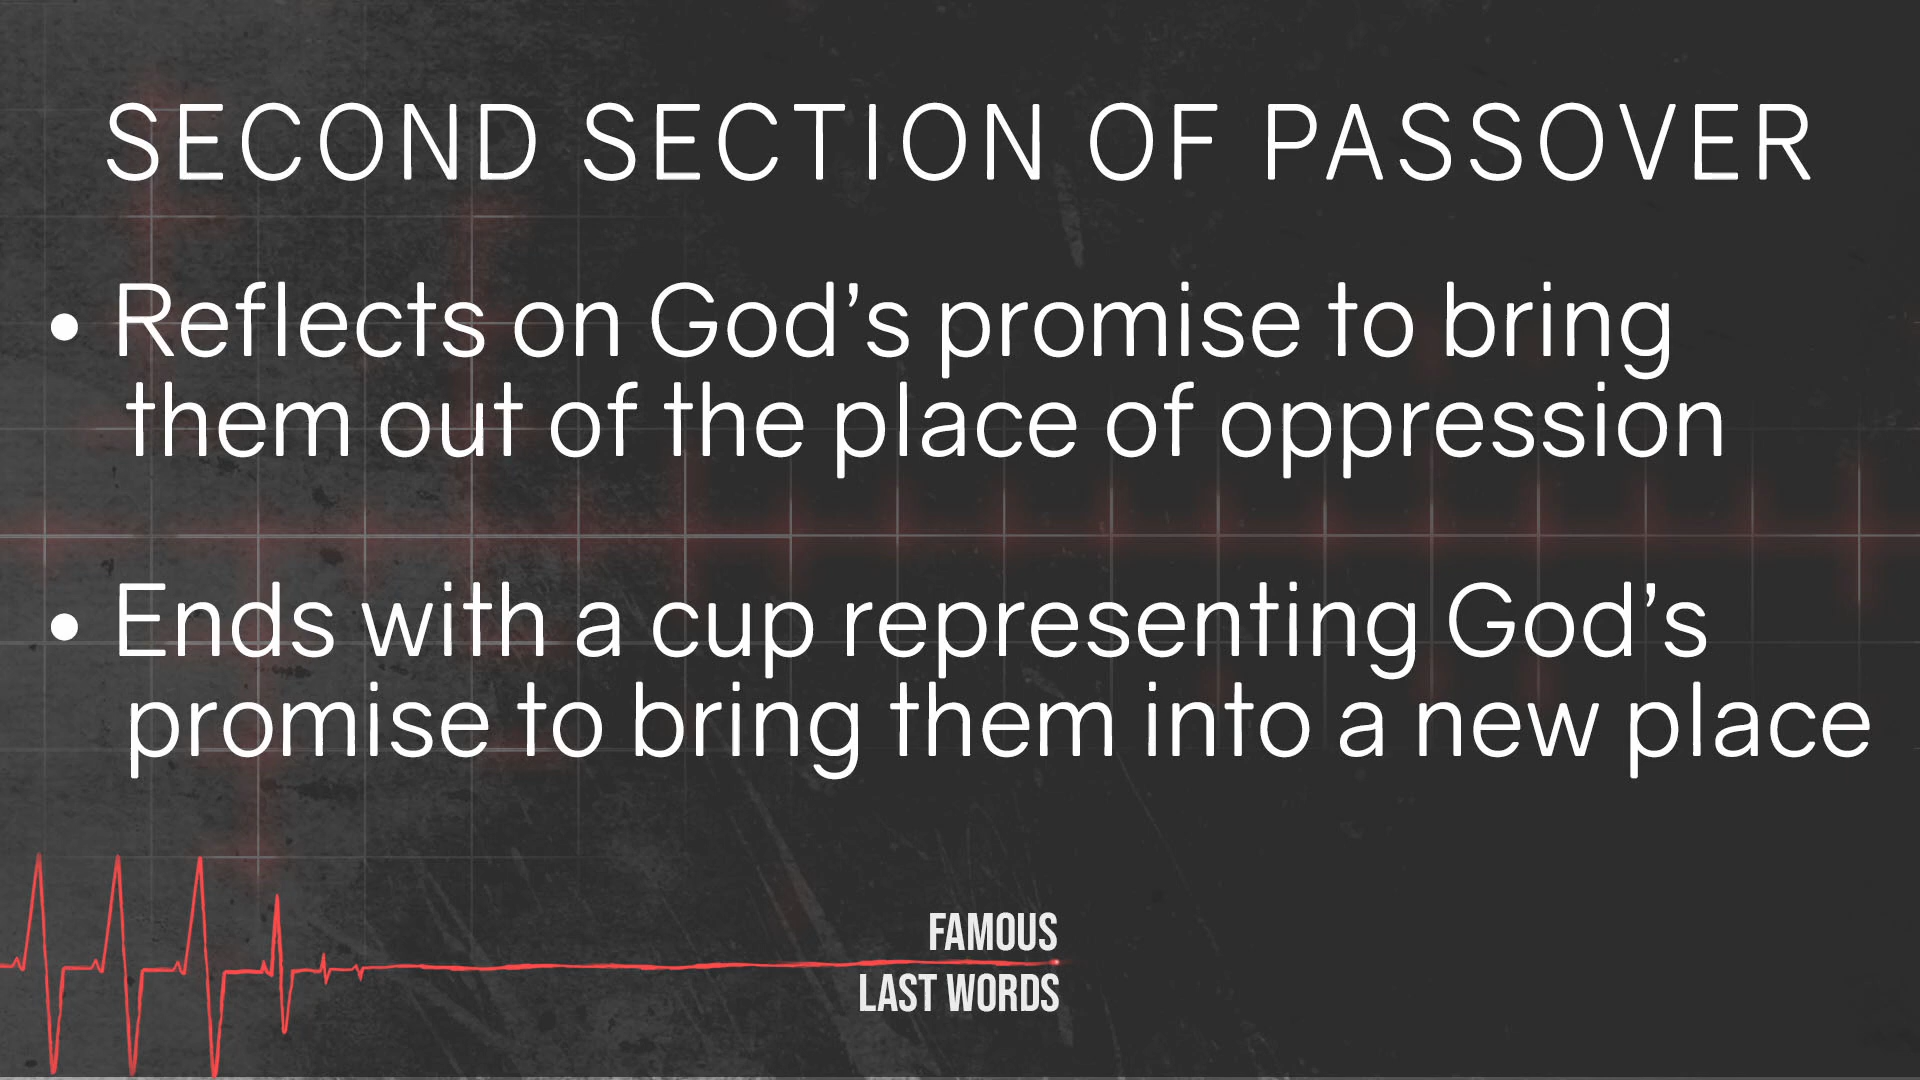 SECOND SECTION OF PASSOVER
• Reflects on God’s promise to bring
them out of the place of oppression
• Ends with a cup representing God’s
promise to bring them into a new place
FAMOUS
LAST WORDS